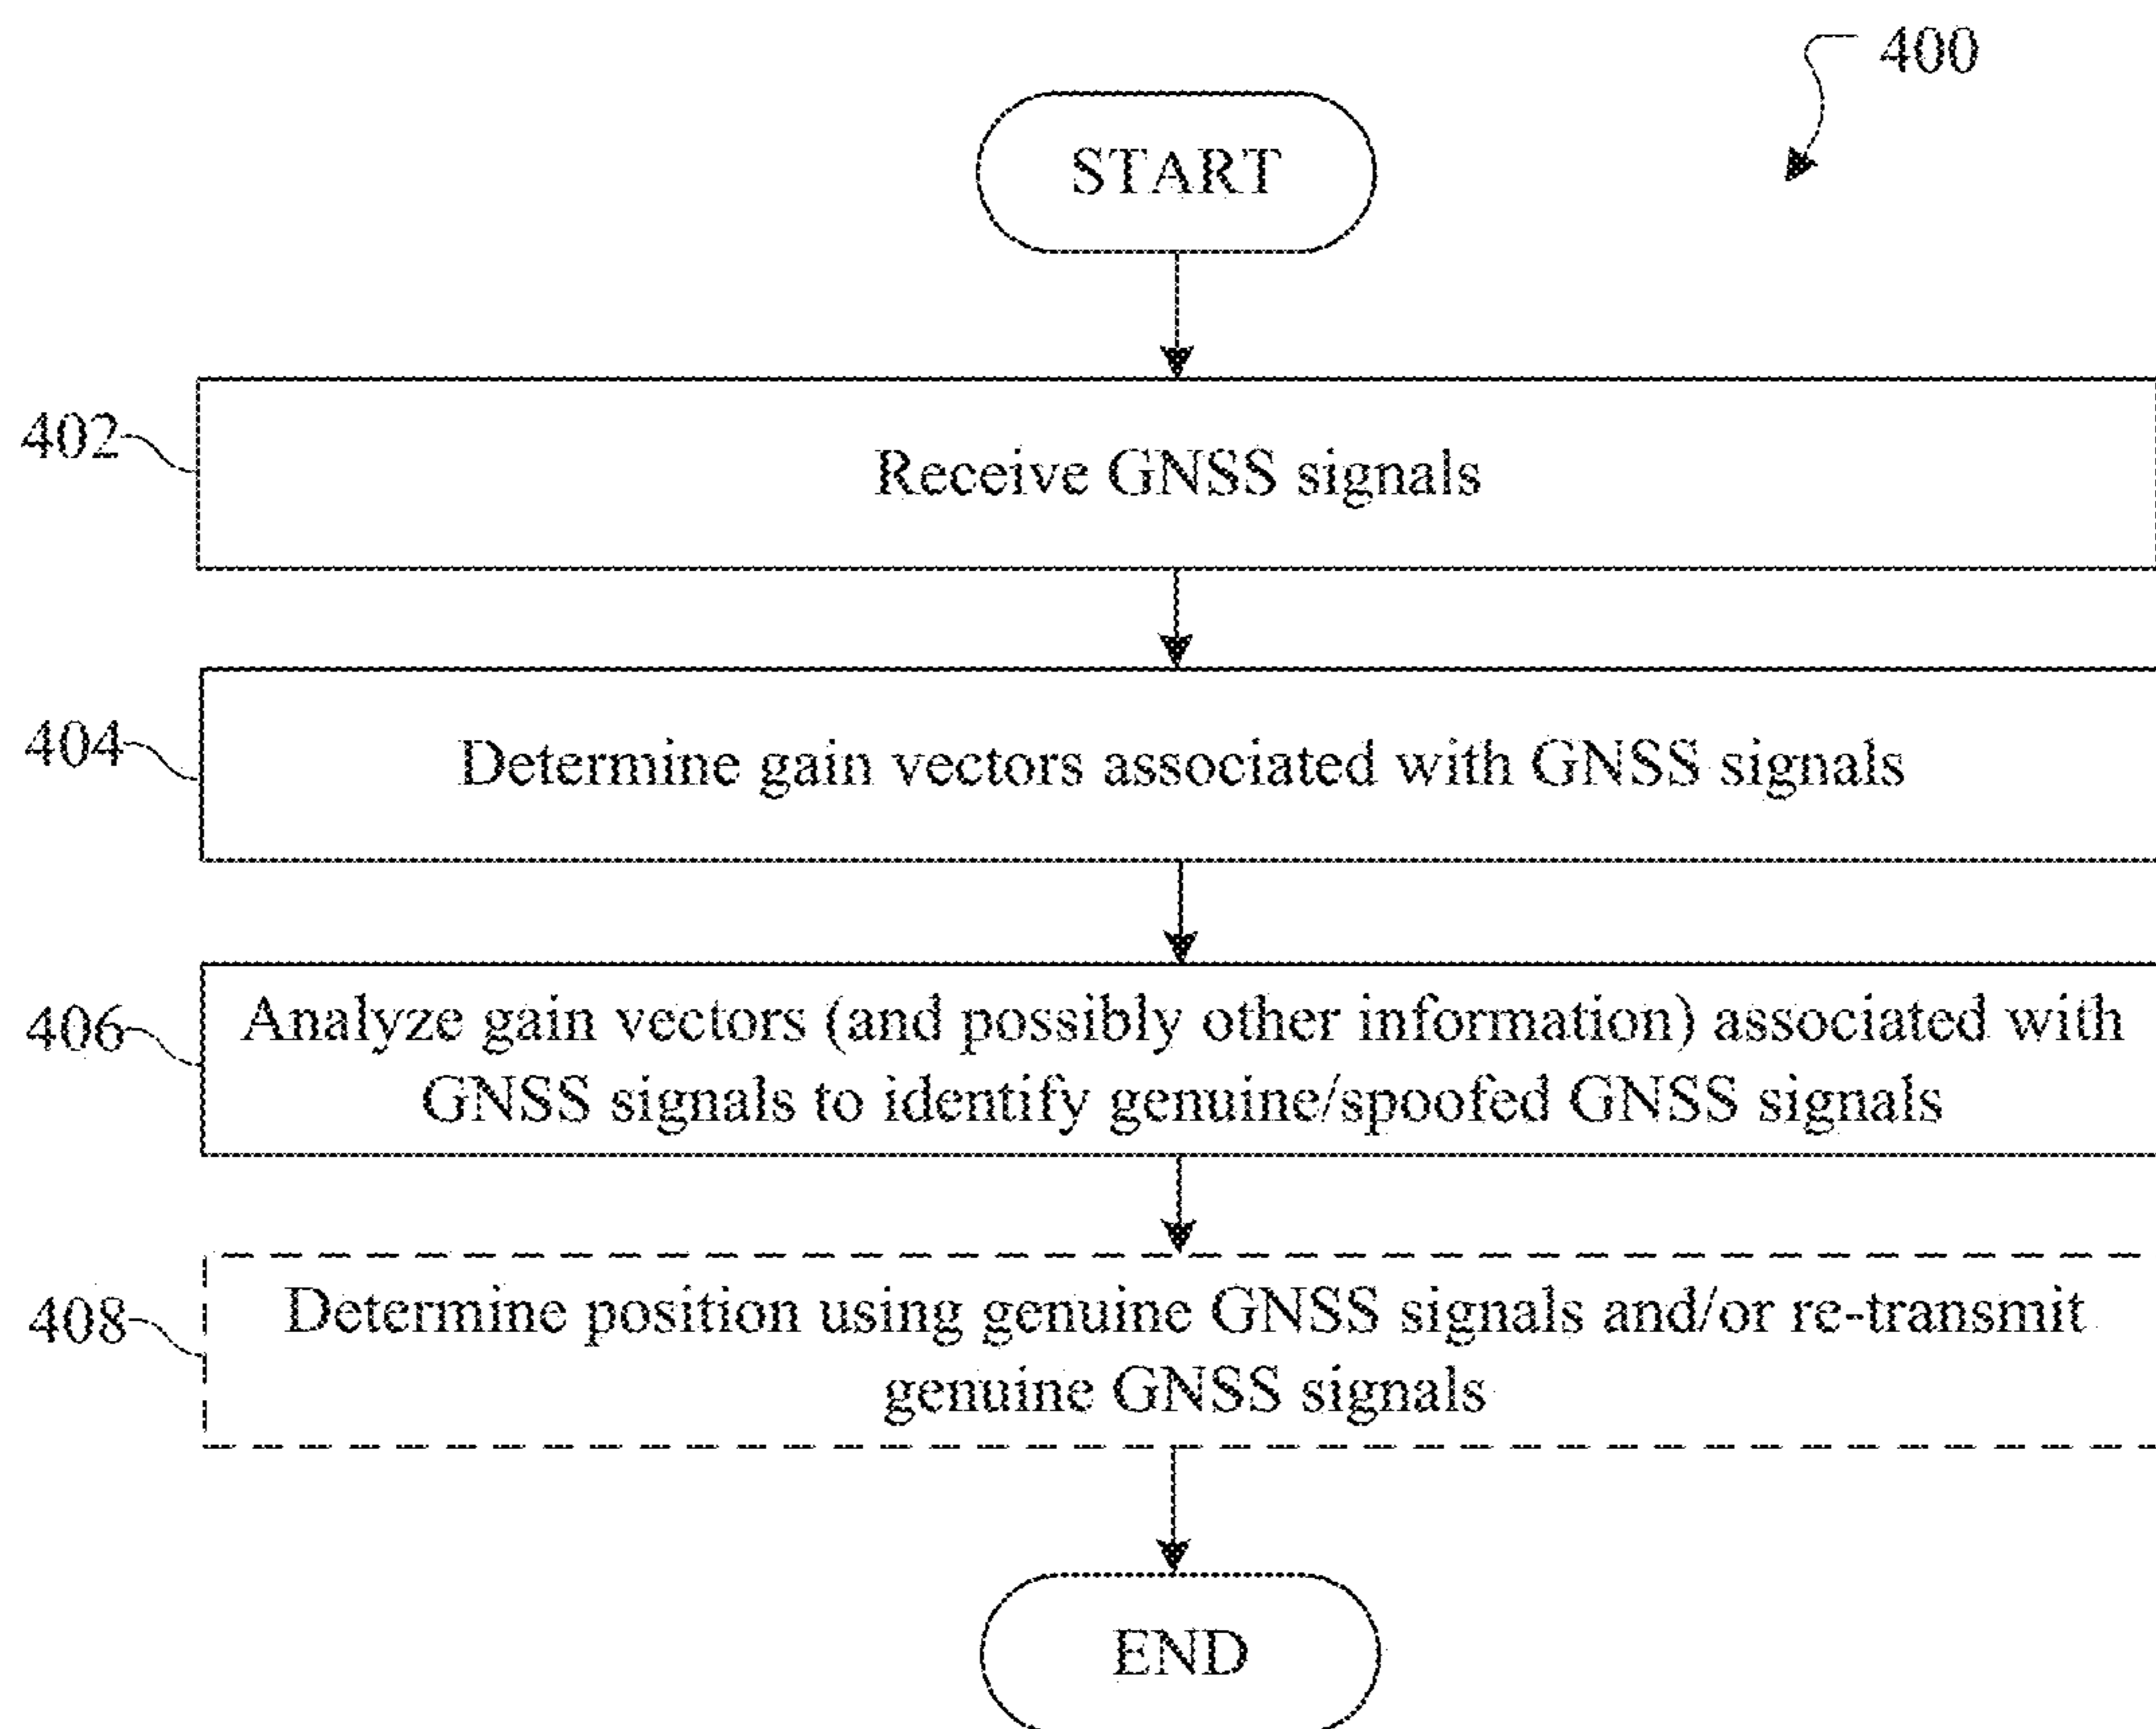 400
START
402
Receive GNSS signals
404
Determine gain vectors associated with GNSS signals
406
Analyze gain vectors (and possibly other information) associated with
GNSS signals to identify genuine/spoofed GNSS signals
408
Determine position using genuine GNSS signals and/or re-transmit
genuine GNSS signals
END